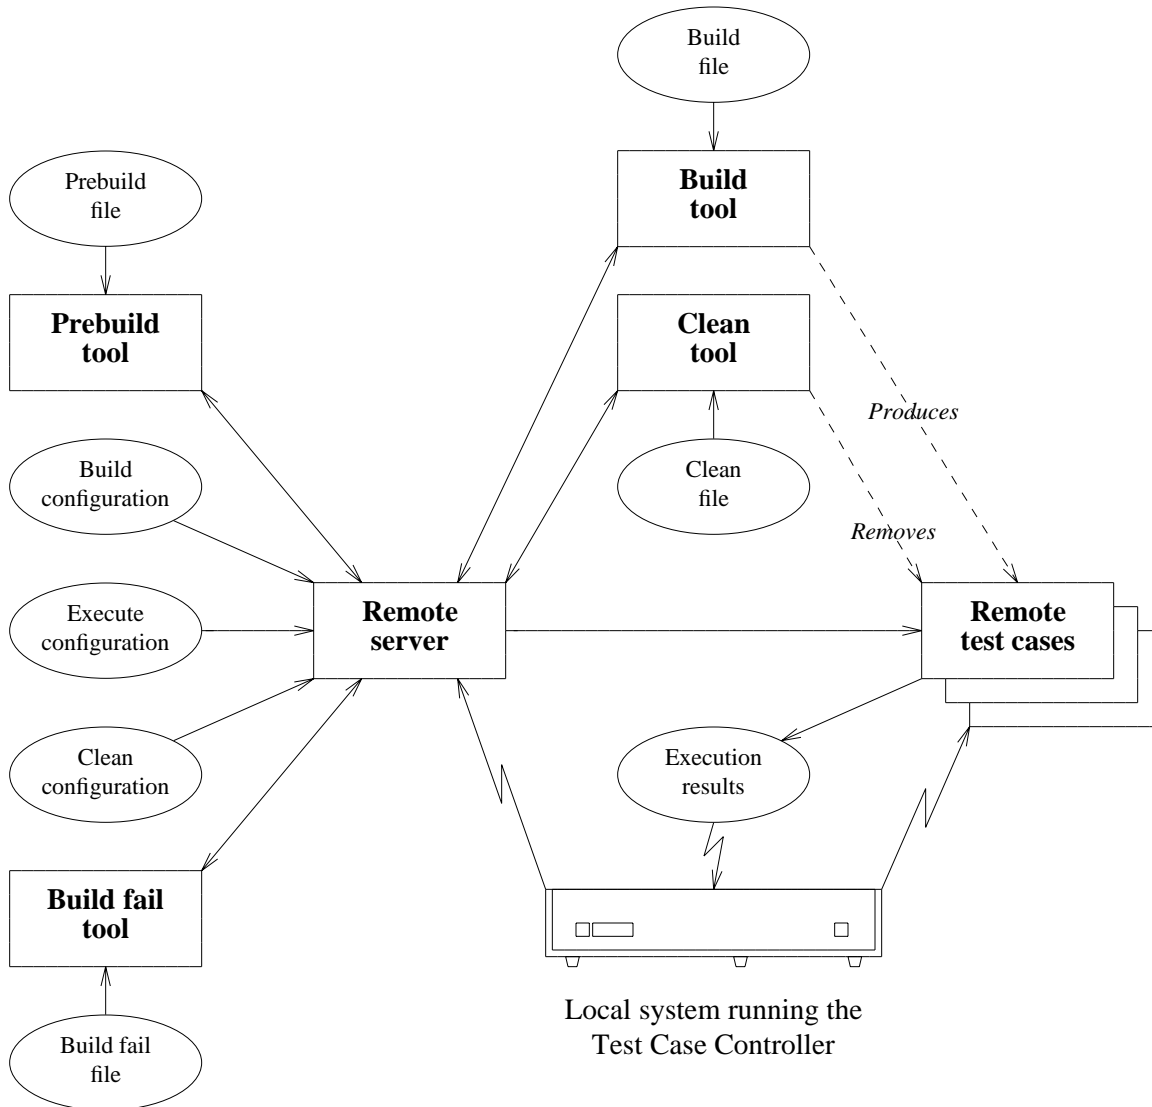 Build
file
Prebuild
file
Build
tool
Prebuild
tool
Clean
tool
Produces
Build
configuration
Clean
file
Removes
Execute
configuration
Remote
server
Remote
test cases
Clean
configuration
Execution
results
Build fail
tool
Local system running the
Test Case Controller
Build fail
file